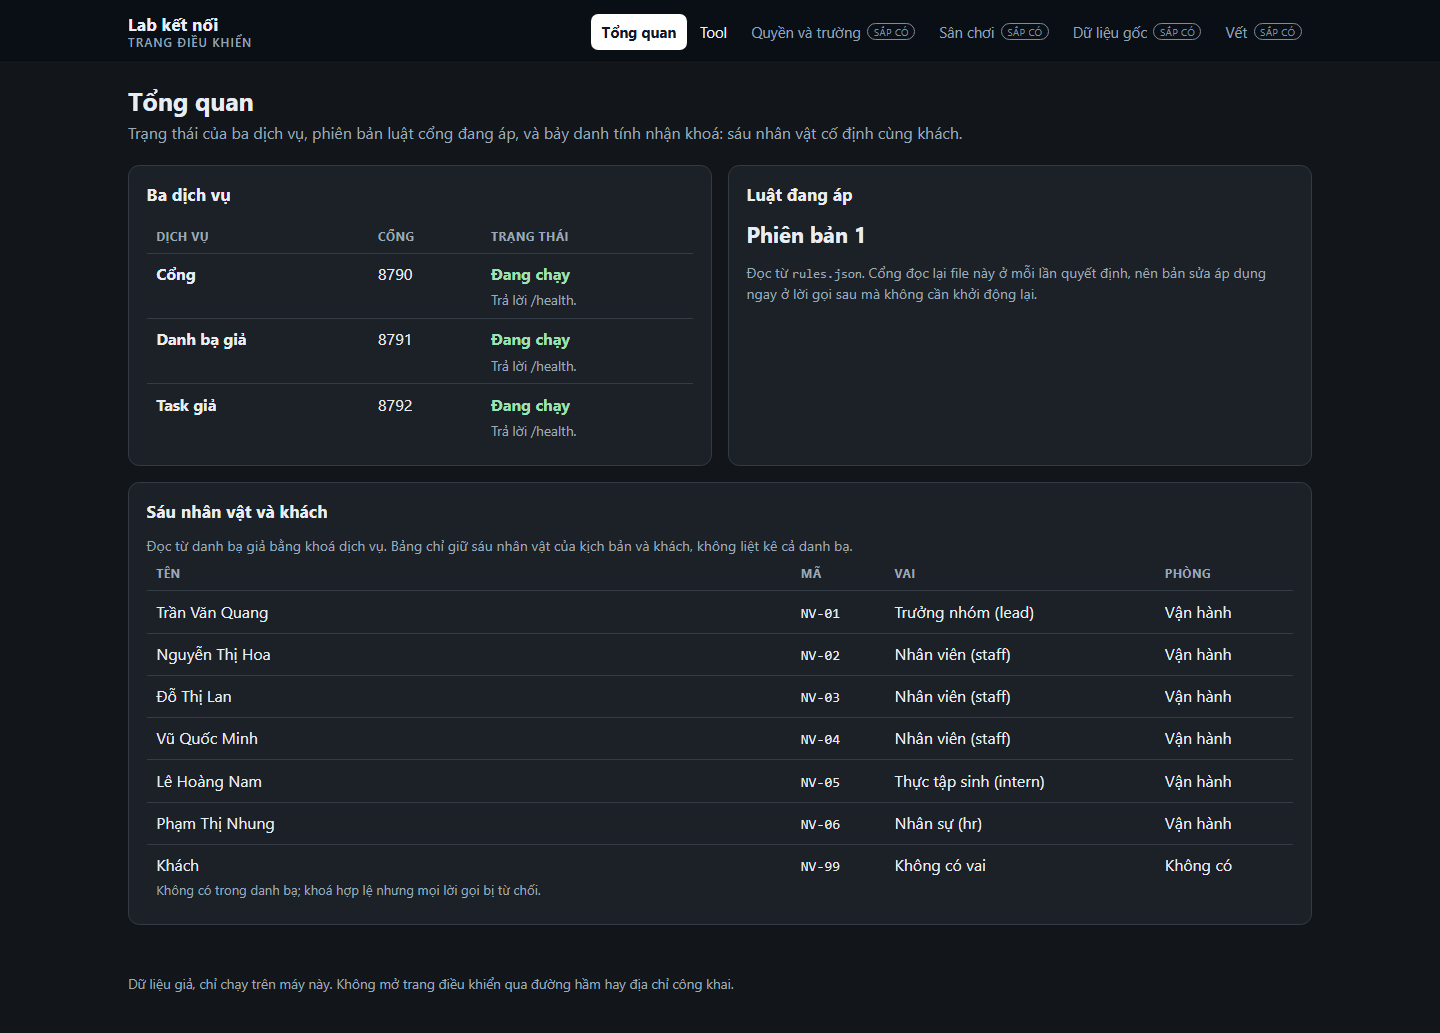 Lab kết nối
TRANG ĐIỀU KHIỂN
Tổng quan
Tool
Quyền và trường SẮP CÓ
Sân chơi SẮP CÓ
Dữ liệu gốc SẮP CÓ
Vết SẮP CÓ
Tổng quan
Trạng thái của ba dịch vụ, phiên bản luật cổng đang áp, và bảy danh tính nhận khoá: sáu nhân vật cố định cùng khách.
Ba dịch vụ
DỊCH VỤ CỔNG TRẠNG THÁI
Cổng 8790 Đang chạy
Trả lời /health.
Danh bạ giả 8791 Đang chạy
Trả lời /health.
Task giả 8792 Đang chạy
Trả lời /health.
Luật đang áp
Phiên bản 1
Đọc từ rules.json. Cổng đọc lại file này ở mỗi lần quyết định, nên bản sửa áp dụng
ngay ở lời gọi sau mà không cần khởi động lại.
Sáu nhân vật và khách
Đọc từ danh bạ giả bằng khoá dịch vụ. Bảng chỉ giữ sáu nhân vật của kịch bản và khách, không liệt kê cả danh bạ.
TÊN MÃ VAI PHÒNG
Trần Văn Quang NV-01 Trưởng nhóm (lead) Vận hành
Nguyễn Thị Hoa NV-02 Nhân viên (staff) Vận hành
Đỗ Thị Lan NV-03 Nhân viên (staff) Vận hành
Vũ Quốc Minh NV-04 Nhân viên (staff) Vận hành
Lê Hoàng Nam NV-05 Thực tập sinh (intern) Vận hành
Phạm Thị Nhung NV-06 Nhân sự (hr) Vận hành
Khách NV-99 Không có vai Không có
Không có trong danh bạ; khoá hợp lệ nhưng mọi lời gọi bị từ chối.
Dữ liệu giả, chỉ chạy trên máy này. Không mở trang điều khiển qua đường hầm hay địa chỉ công khai.